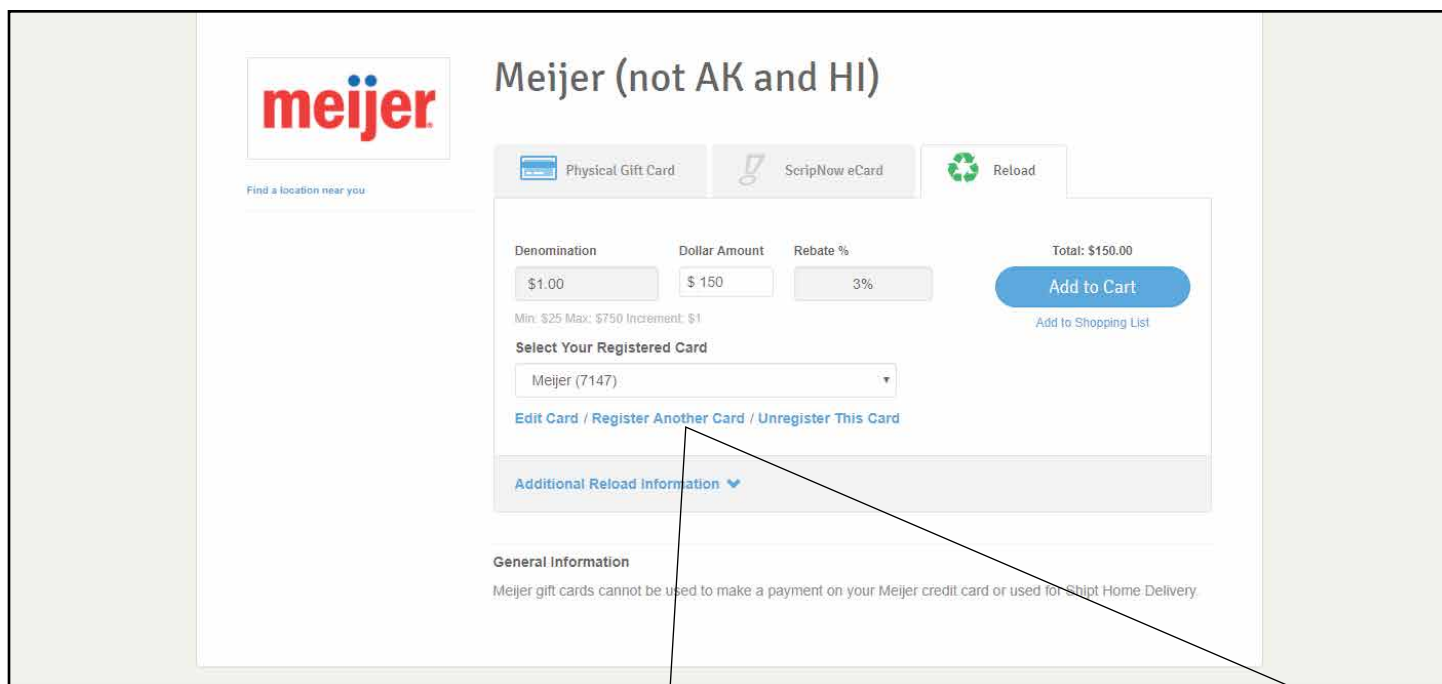 meijer
Find a location near you
Meijer (not AK and HI)
Physical Gift Card
ScripNow eCard
Reload
Denomination Dollar Amount Rebate % Total: $150.00
$1.00 $ 150 3% Add to Cart
Min: $25 Max: $750 Increment: $1 Add to Shopping List
Select Your Registered Card
Meijer (7147)
Edit Card / Register Another Card / Unregister This Card
Additional Reload Information
General Information
Meijer gift cards cannot be used to make a payment on your Meijer credit card or used for Shipt Home Delivery.